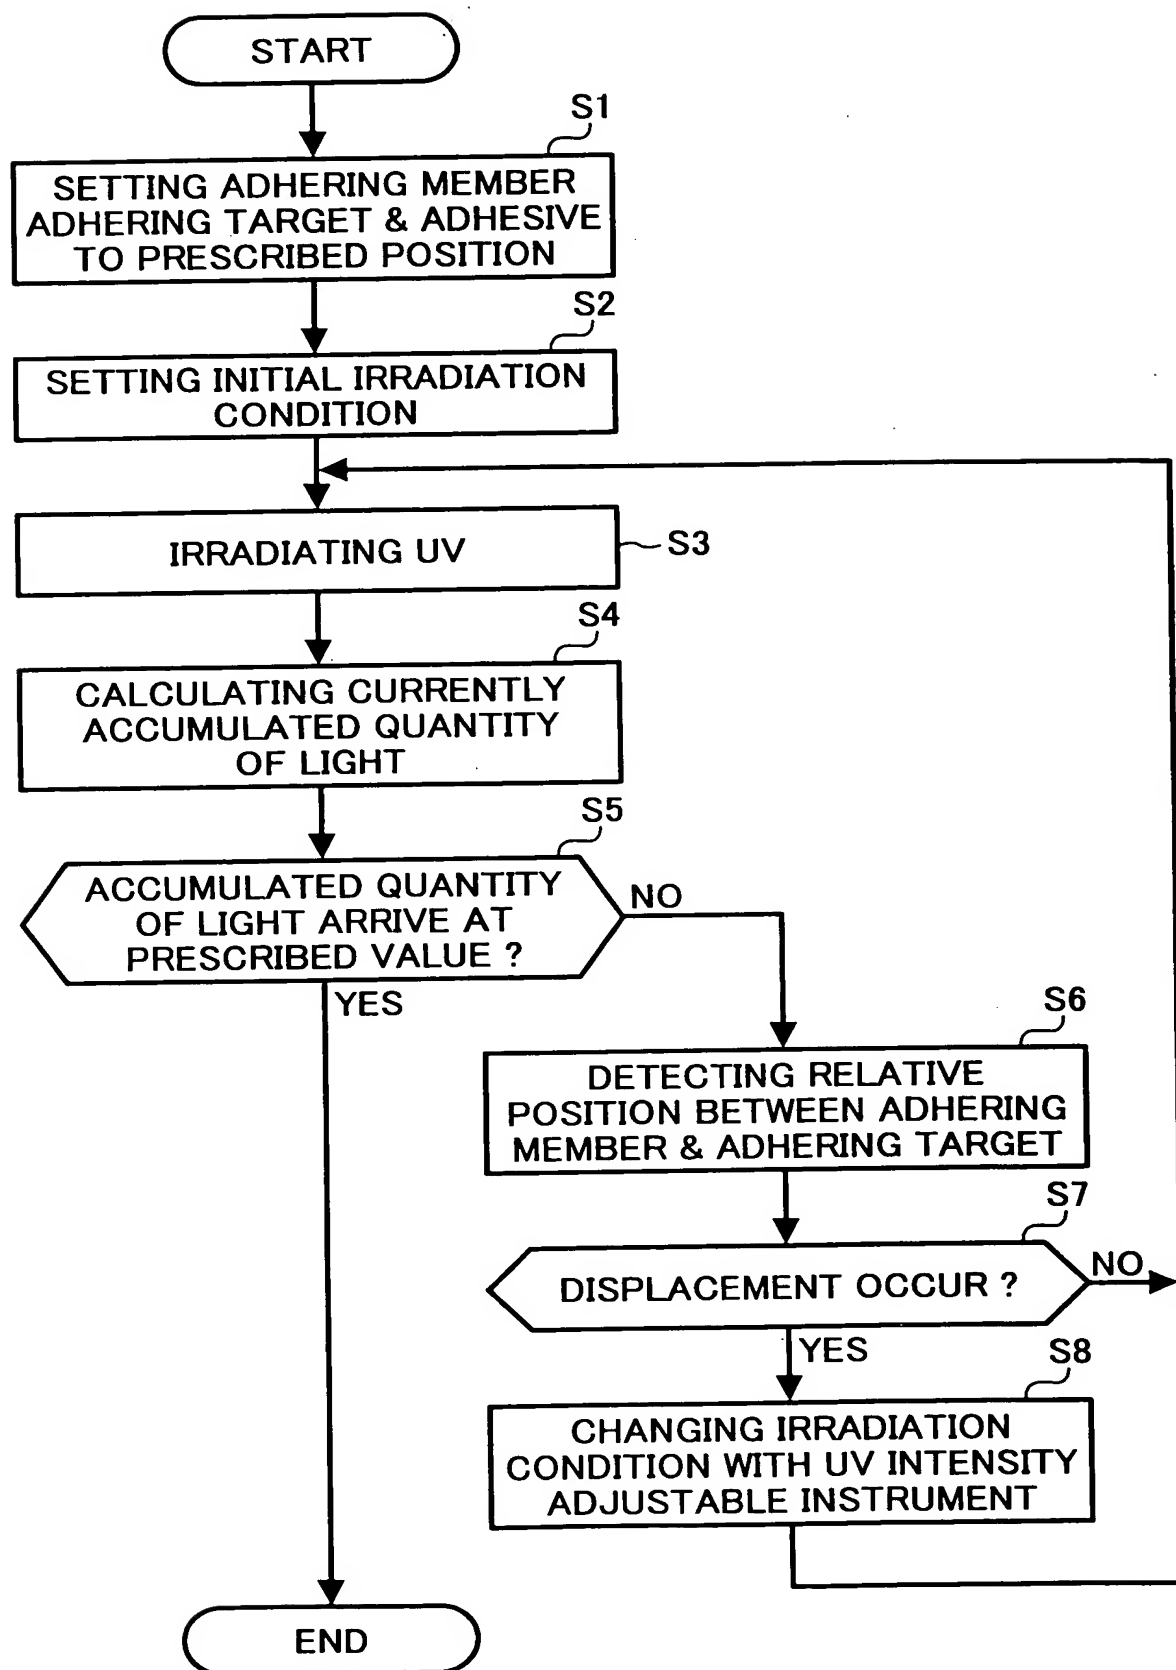 START
S1
SETTING ADHERING MEMBER
ADHERING TARGET & ADHESIVE
TO PRESCRIBED POSITION
S2
SETTING INITIAL IRRADIATION
CONDITION
IRRADIATING UV
S3
S4
CALCULATING CURRENTLY
ACCUMULATED QUANTITY
OF LIGHT
S5
ACCUMULATED QUANTITY
OF LIGHT ARRIVE AT
PRESCRIBED VALUE ?
NO
YES
S6
DETECTING RELATIVE
POSITION BETWEEN ADHERING
MEMBER & ADHERING TARGET
S7
DISPLACEMENT OCCUR ?
NO
YES
S8
CHANGING IRRADIATION
CONDITION WITH UV INTENSITY
ADJUSTABLE INSTRUMENT
END